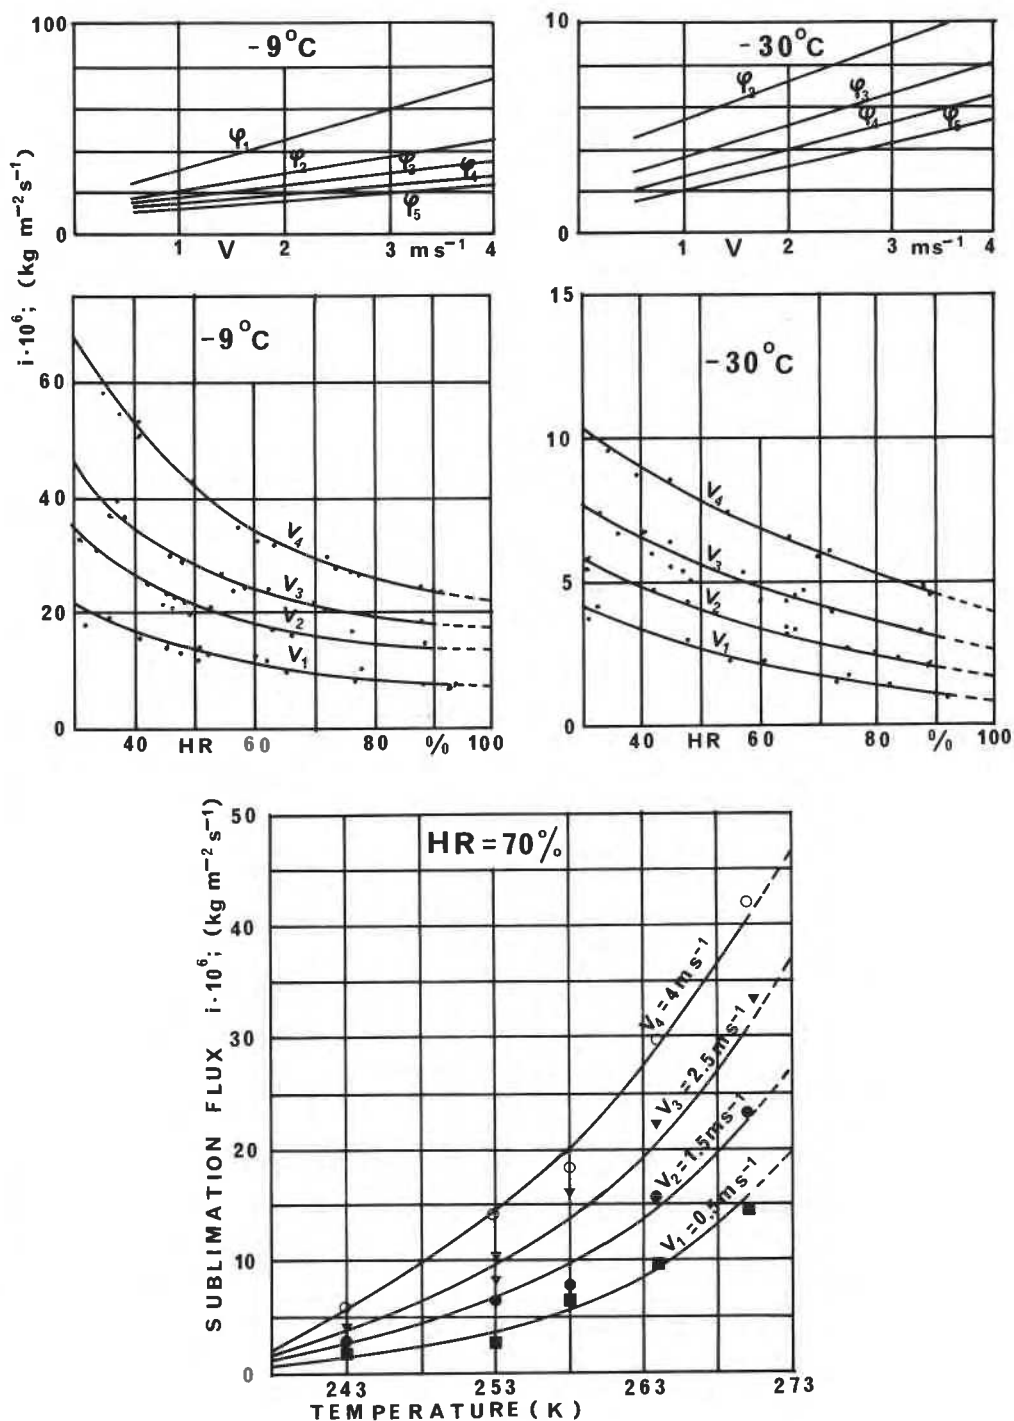 i·10⁶; (kg m⁻² s⁻¹)
100
0
−9°C
φ₁
φ₂
φ₃
φ₄
φ₅
1 V 2 3 m s⁻¹ 4
10
8
6
4
2
0
−30°C
φ₂
φ₃
φ₄
φ₅
1 V 2 3 ms⁻¹ 4
60
40
20
0
−9°C
V₄
V₃
V₂
V₁
40 HR 60 80 % 100
15
10
5
0
−30°C
V₄
V₃
V₂
V₁
40 HR 60 80 % 100
SUBLIMATION FLUX i·10⁶; (kg m⁻² s⁻¹)
50
40
30
20
10
0
HR = 70%
V₄ = 4 m s⁻¹
V₃ = 2.5 m s⁻¹
V₂ = 1.5 m s⁻¹
V₁ = 0.5 m s⁻¹
243 253 263 273
TEMPERATURE (K)